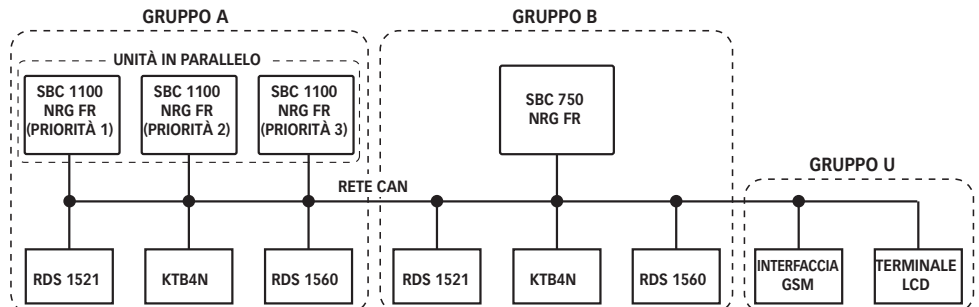 GRUPPO A
GRUPPO B
UNITÀ IN PARALLELO
SBC 1100
NRG FR
(PRIORITÀ 1)
SBC 1100
NRG FR
(PRIORITÀ 2)
SBC 1100
NRG FR
(PRIORITÀ 3)
SBC 750
NRG FR
GRUPPO U
RETE CAN
RDS 1521
KTB4N
RDS 1560
RDS 1521
KTB4N
RDS 1560
INTERFACCIA
GSM
TERMINALE
LCD